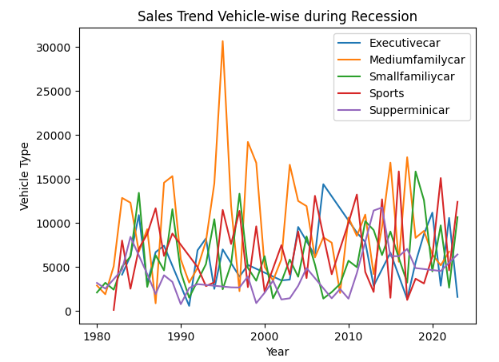 Sales Trend Vehicle-wise during Recession
Executivecar
Mediumfamilycar
Smallfamiliycar
Sports
Supperminicar
30000
25000
20000
15000
10000
5000
0
Vehicle Type
1980 1990 2000 2010 2020
Year